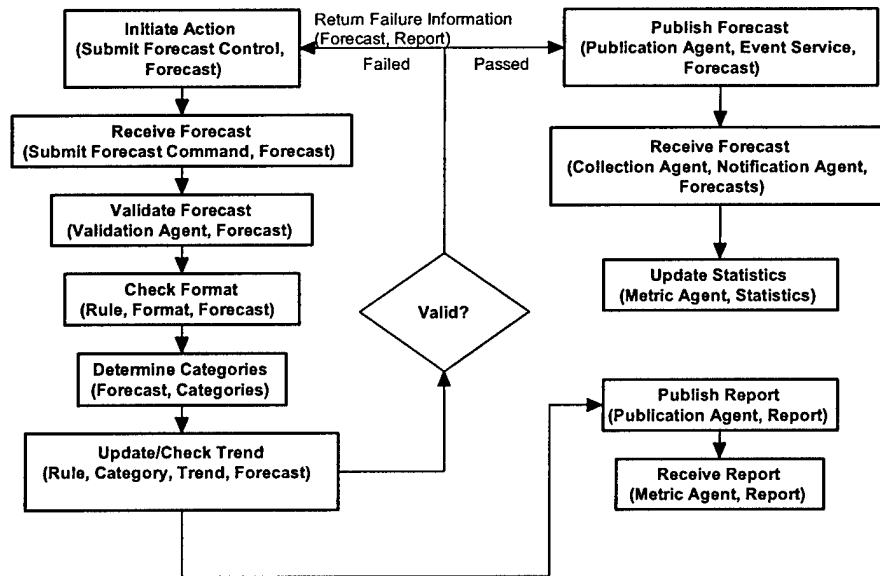 Initiate Action
(Submit Forecast Control,
Forecast)
Return Failure Information
(Forecast, Report)
Failed
Passed
Publish Forecast
(Publication Agent, Event Service,
Forecast)
Receive Forecast
(Submit Forecast Command, Forecast)
Receive Forecast
(Collection Agent, Notification Agent,
Forecasts)
Validate Forecast
(Validation Agent, Forecast)
Check Format
(Rule, Format, Forecast)
Update Statistics
(Metric Agent, Statistics)
Valid?
Determine Categories
(Forecast, Categories)
Publish Report
(Publication Agent, Report)
Update/Check Trend
(Rule, Category, Trend, Forecast)
Receive Report
(Metric Agent, Report)